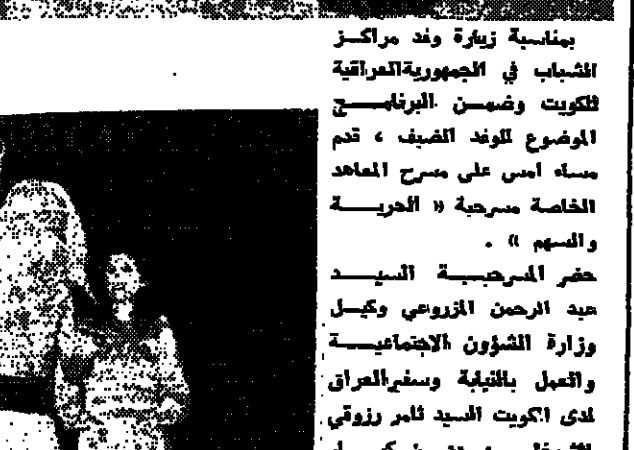 بمناسبة زيارة وفد مراكز
الشباب في الجمهورية العراقية
للكويت وضمن البرنامج
الموضوع للوفد الضيف ، قدم
مساء امس على مسرح المعاهد
الخاصة مسرحية « الحرية
والسهم » .
حضر المسرحية السيد
عبد الرحمن المزروعي وكيل
وزارة الشؤون الاجتماعية
والعمل بالنيابة وسفير العراق
لدى الكويت السيد ثامر رزوقي